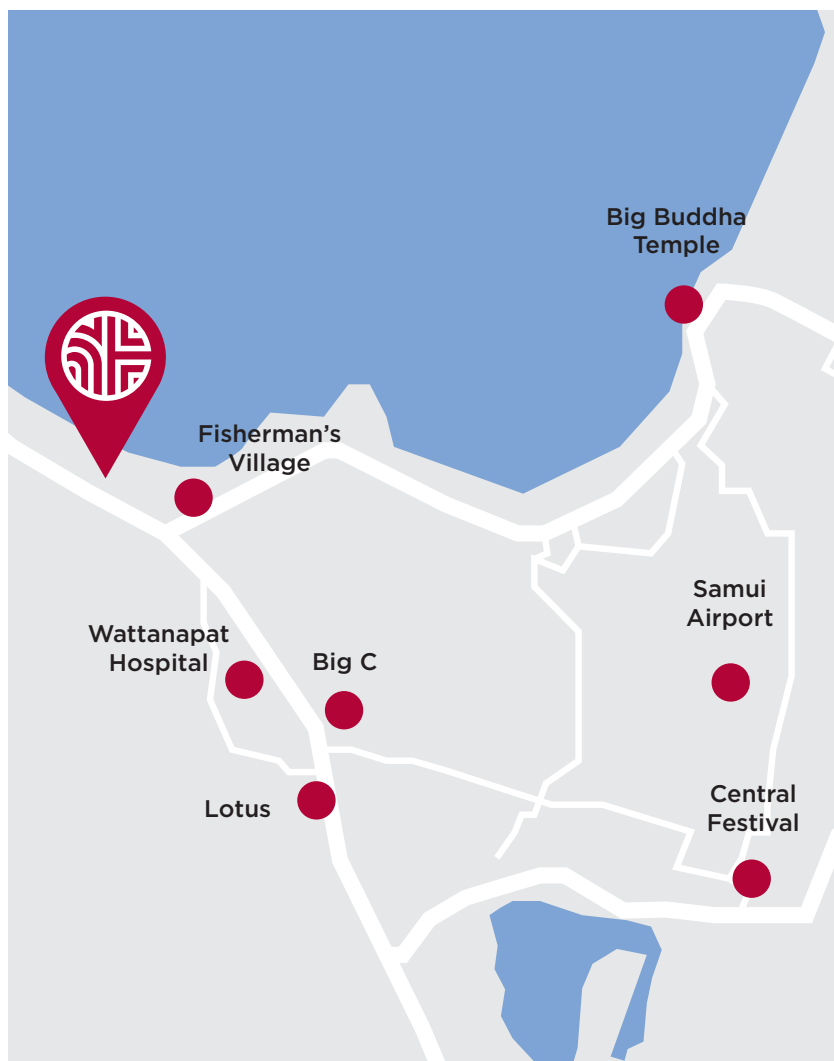 Big Buddha
Temple
Fisherman’s
Village
Samui
Airport
Wattanapat
Hospital
Big C
Central
Festival
Lotus